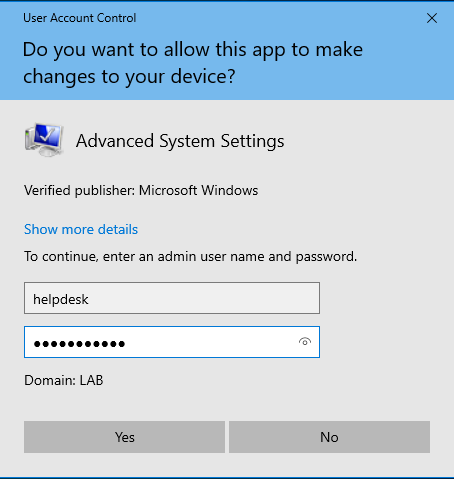 User Account Control
Do you want to allow this app to make
changes to your device?
Advanced System Settings
Verified publisher: Microsoft Windows
Show more details
To continue, enter an admin user name and password.
helpdesk
●●●●●●●●●●●
Domain: LAB
Yes
No